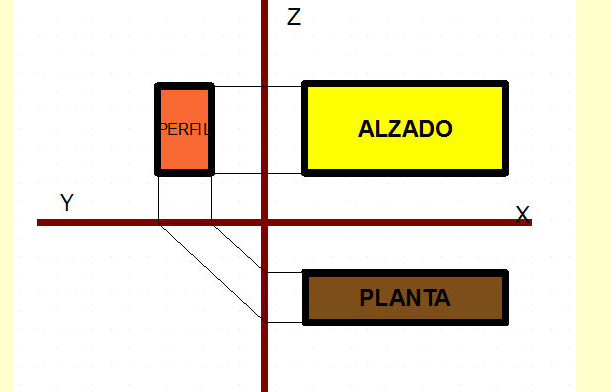 Z
PERFIL
ALZADO
Y
X
PLANTA